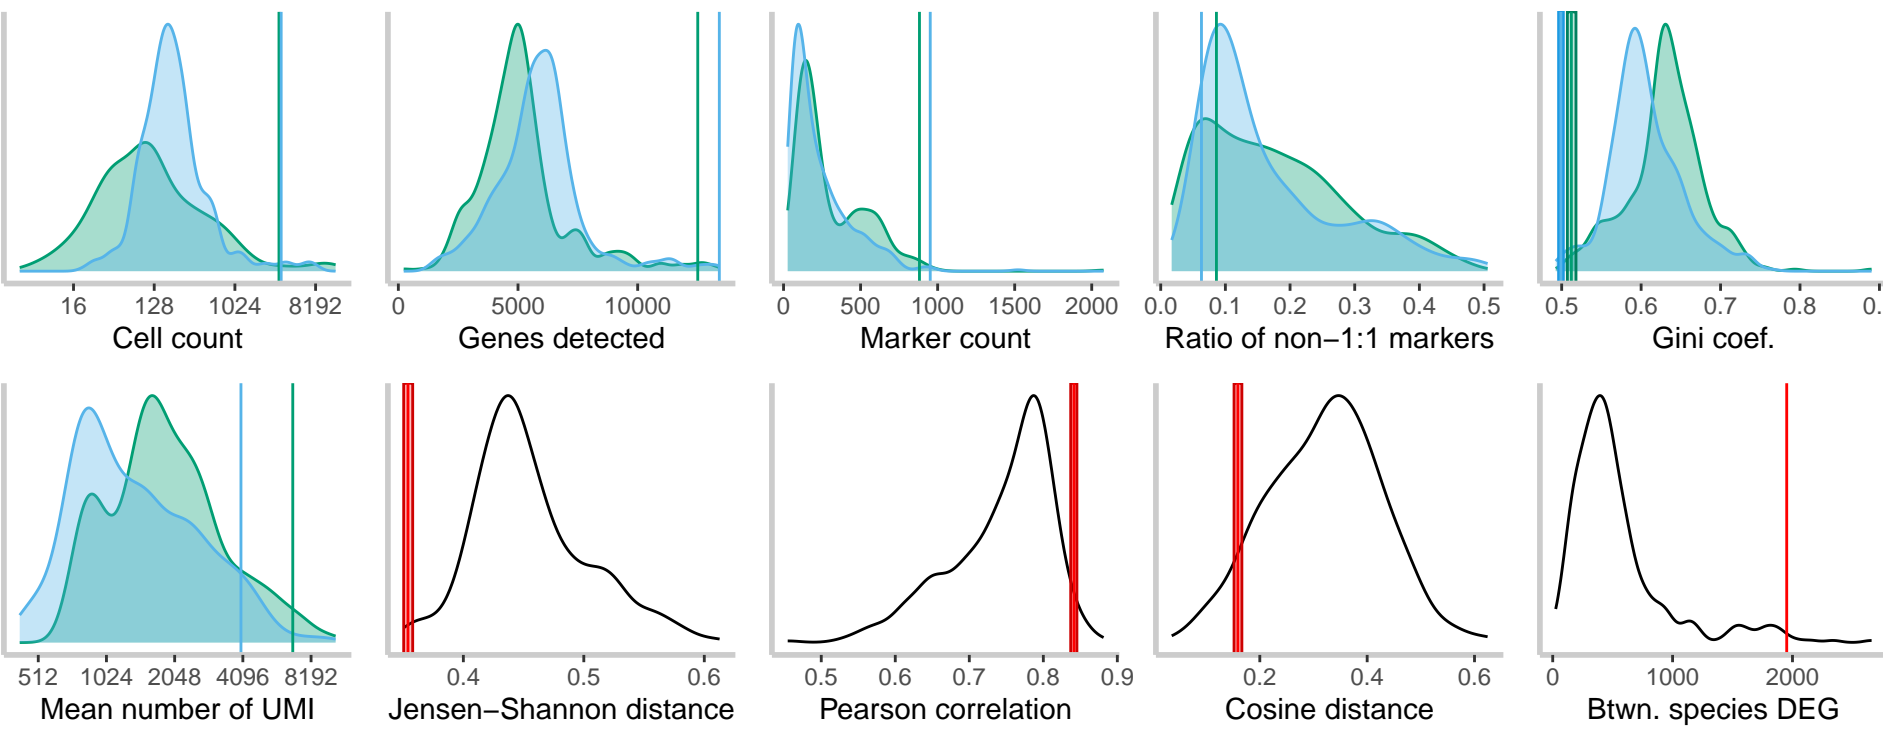 16 128 1024 8192
Cell count
0 5000 10000
Genes detected
0 500 1000 1500 2000
Marker count
0.0 0.1 0.2 0.3 0.4 0.5
Ratio of non−1:1 markers
0.5 0.6 0.7 0.8 0.
Gini coef.
512 1024 2048 4096 8192
Mean number of UMI
0.4 0.5 0.6
Jensen−Shannon distance
0.5 0.6 0.7 0.8 0.9
Pearson correlation
0.2 0.4 0.6
Cosine distance
0 1000 2000
Btwn. species DEG